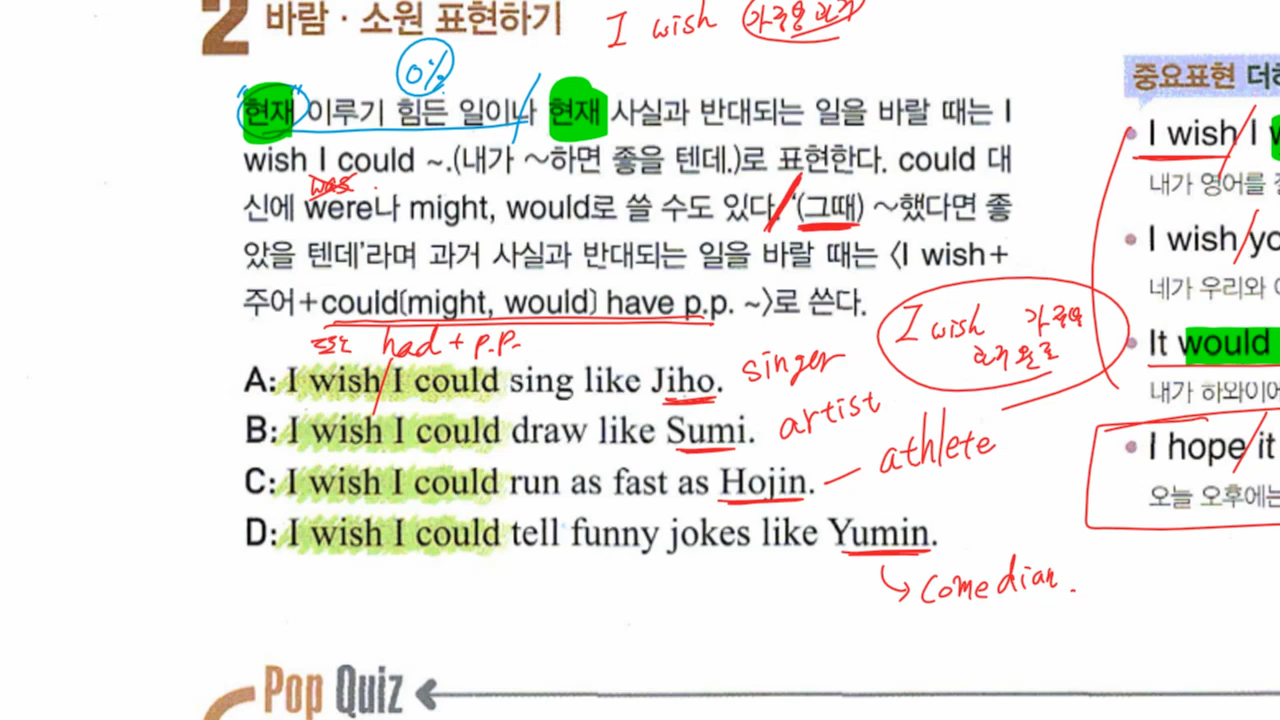 2 바람·소원 표현하기
I wish 가정법 과거
0%
"현재" 이루기 힘든 일이나 현재 사실과 반대되는 일을 바랄 때는 I
wish I could ~.(내가 ~하면 좋을 텐데.)로 표현한다. could 대
was
신에 were나 might, would로 쓸 수도 있다. '(그때) ~했다면 좋
았을 텐데'라며 과거 사실과 반대되는 일을 바랄 때는 〈I wish+
주어+could(might, would) have p.p. ~〉로 쓴다.
또는 had + p.p.
I wish 가정법
과거완료
A: I wish I could sing like Jiho. singer
B: I wish I could draw like Sumi. artist
C: I wish I could run as fast as Hojin. athlete
D: I wish I could tell funny jokes like Yumin.
comedian.
중요표현 더
I wish I
내가 영어를
I wish yo
네가 우리와
It would
내가 하와이에
I hope it
오늘 오후에는
Pop Quiz